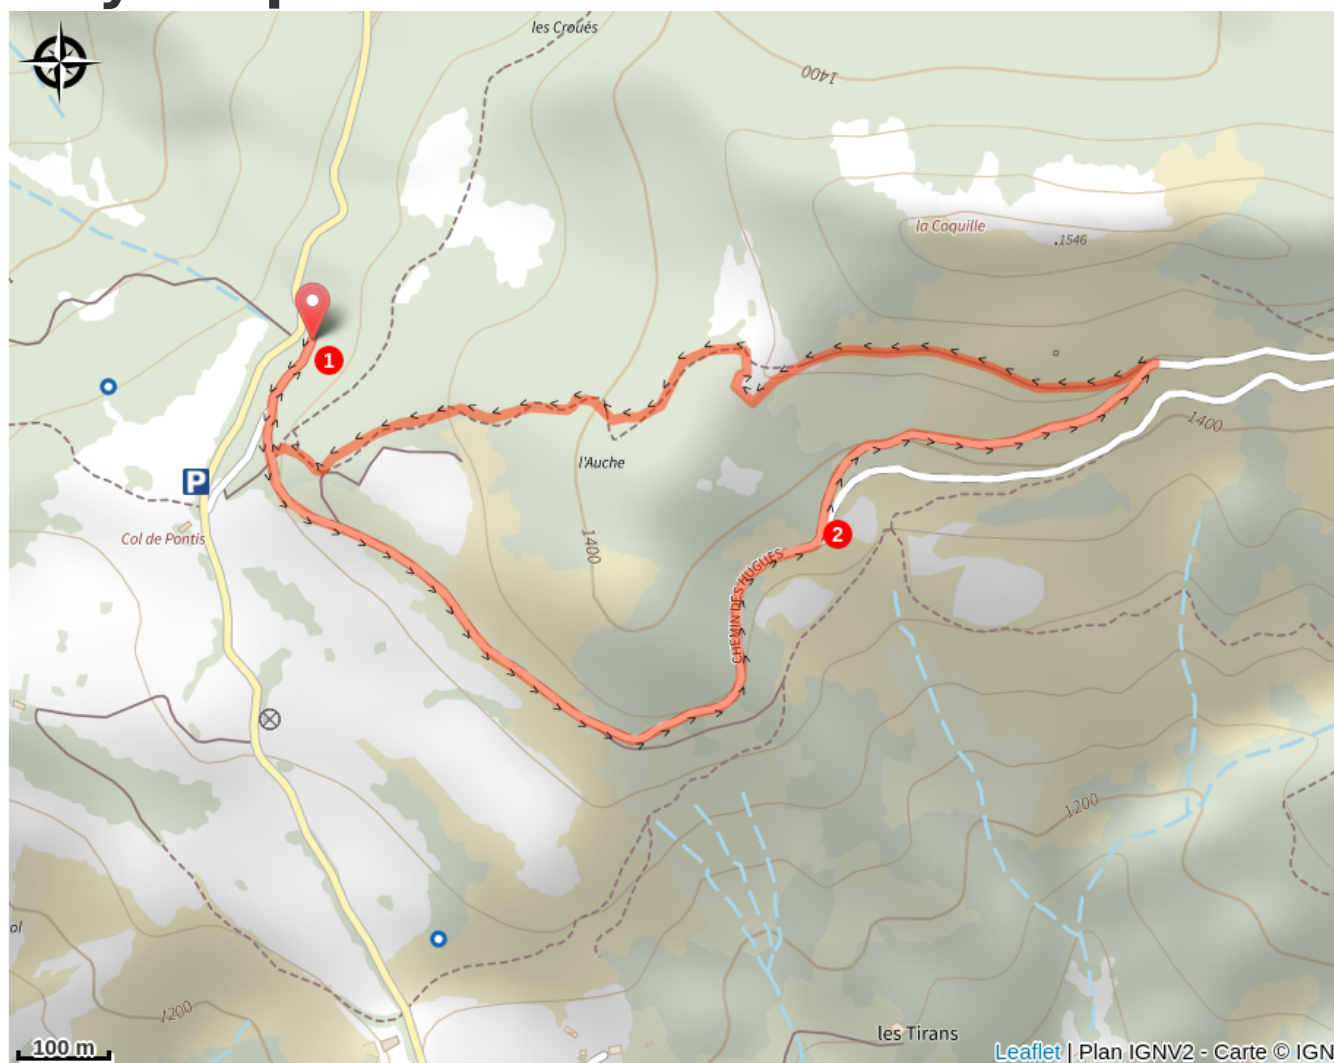 les Croués
1400
la Coquille
.1546
1
1400
P
l'Auche
Col de Pontis
1400
2
CHEMIN DES HUGUES
1200
ol
1200
les Tirans
100 m
Leaflet | Plan IGNV2 - Carte © IGN